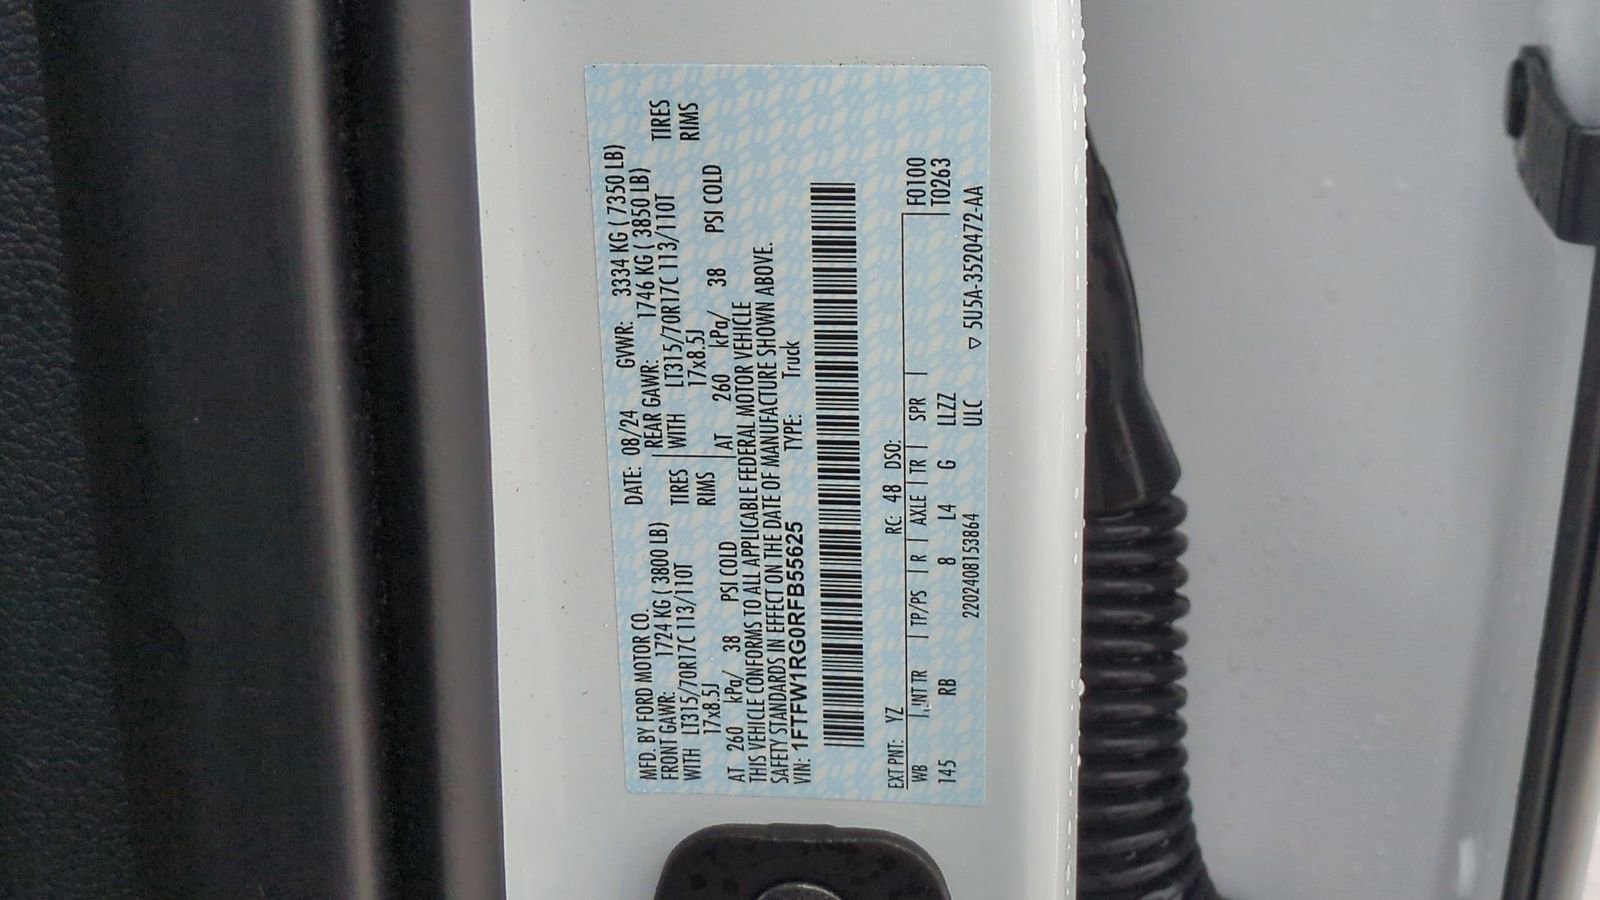 MFD. BY FORD MOTOR CO. DATE: 08/24 GVWR: 3334 KG ( 7350 LB)
FRONT GAWR: 1724 KG ( 3800 LB) REAR GAWR: 1746 KG ( 3850 LB)
WITH LT315/70R17C 113/110T TIRES WITH LT315/70R17C 113/110T TIRES
17x8.5J RIMS 17x8.5J RIMS
AT 260 kPa/ 38 PSI COLD AT 260 kPa/ 38 PSI COLD
THIS VEHICLE CONFORMS TO ALL APPLICABLE FEDERAL MOTOR VEHICLE
SAFETY STANDARDS IN EFFECT ON THE DATE OF MANUFACTURE SHOWN ABOVE.
VIN: 1FTFW1RG0RFB55625 TYPE: Truck
EXT PNT: YZ RC: 48 DSO: F0100
WB INT TR TP/PS R AXLE TR SPR T0263
145 RB 8 L4 G LLZZ
2202408153864 ULC ▽ 5U5A-3520472-AA